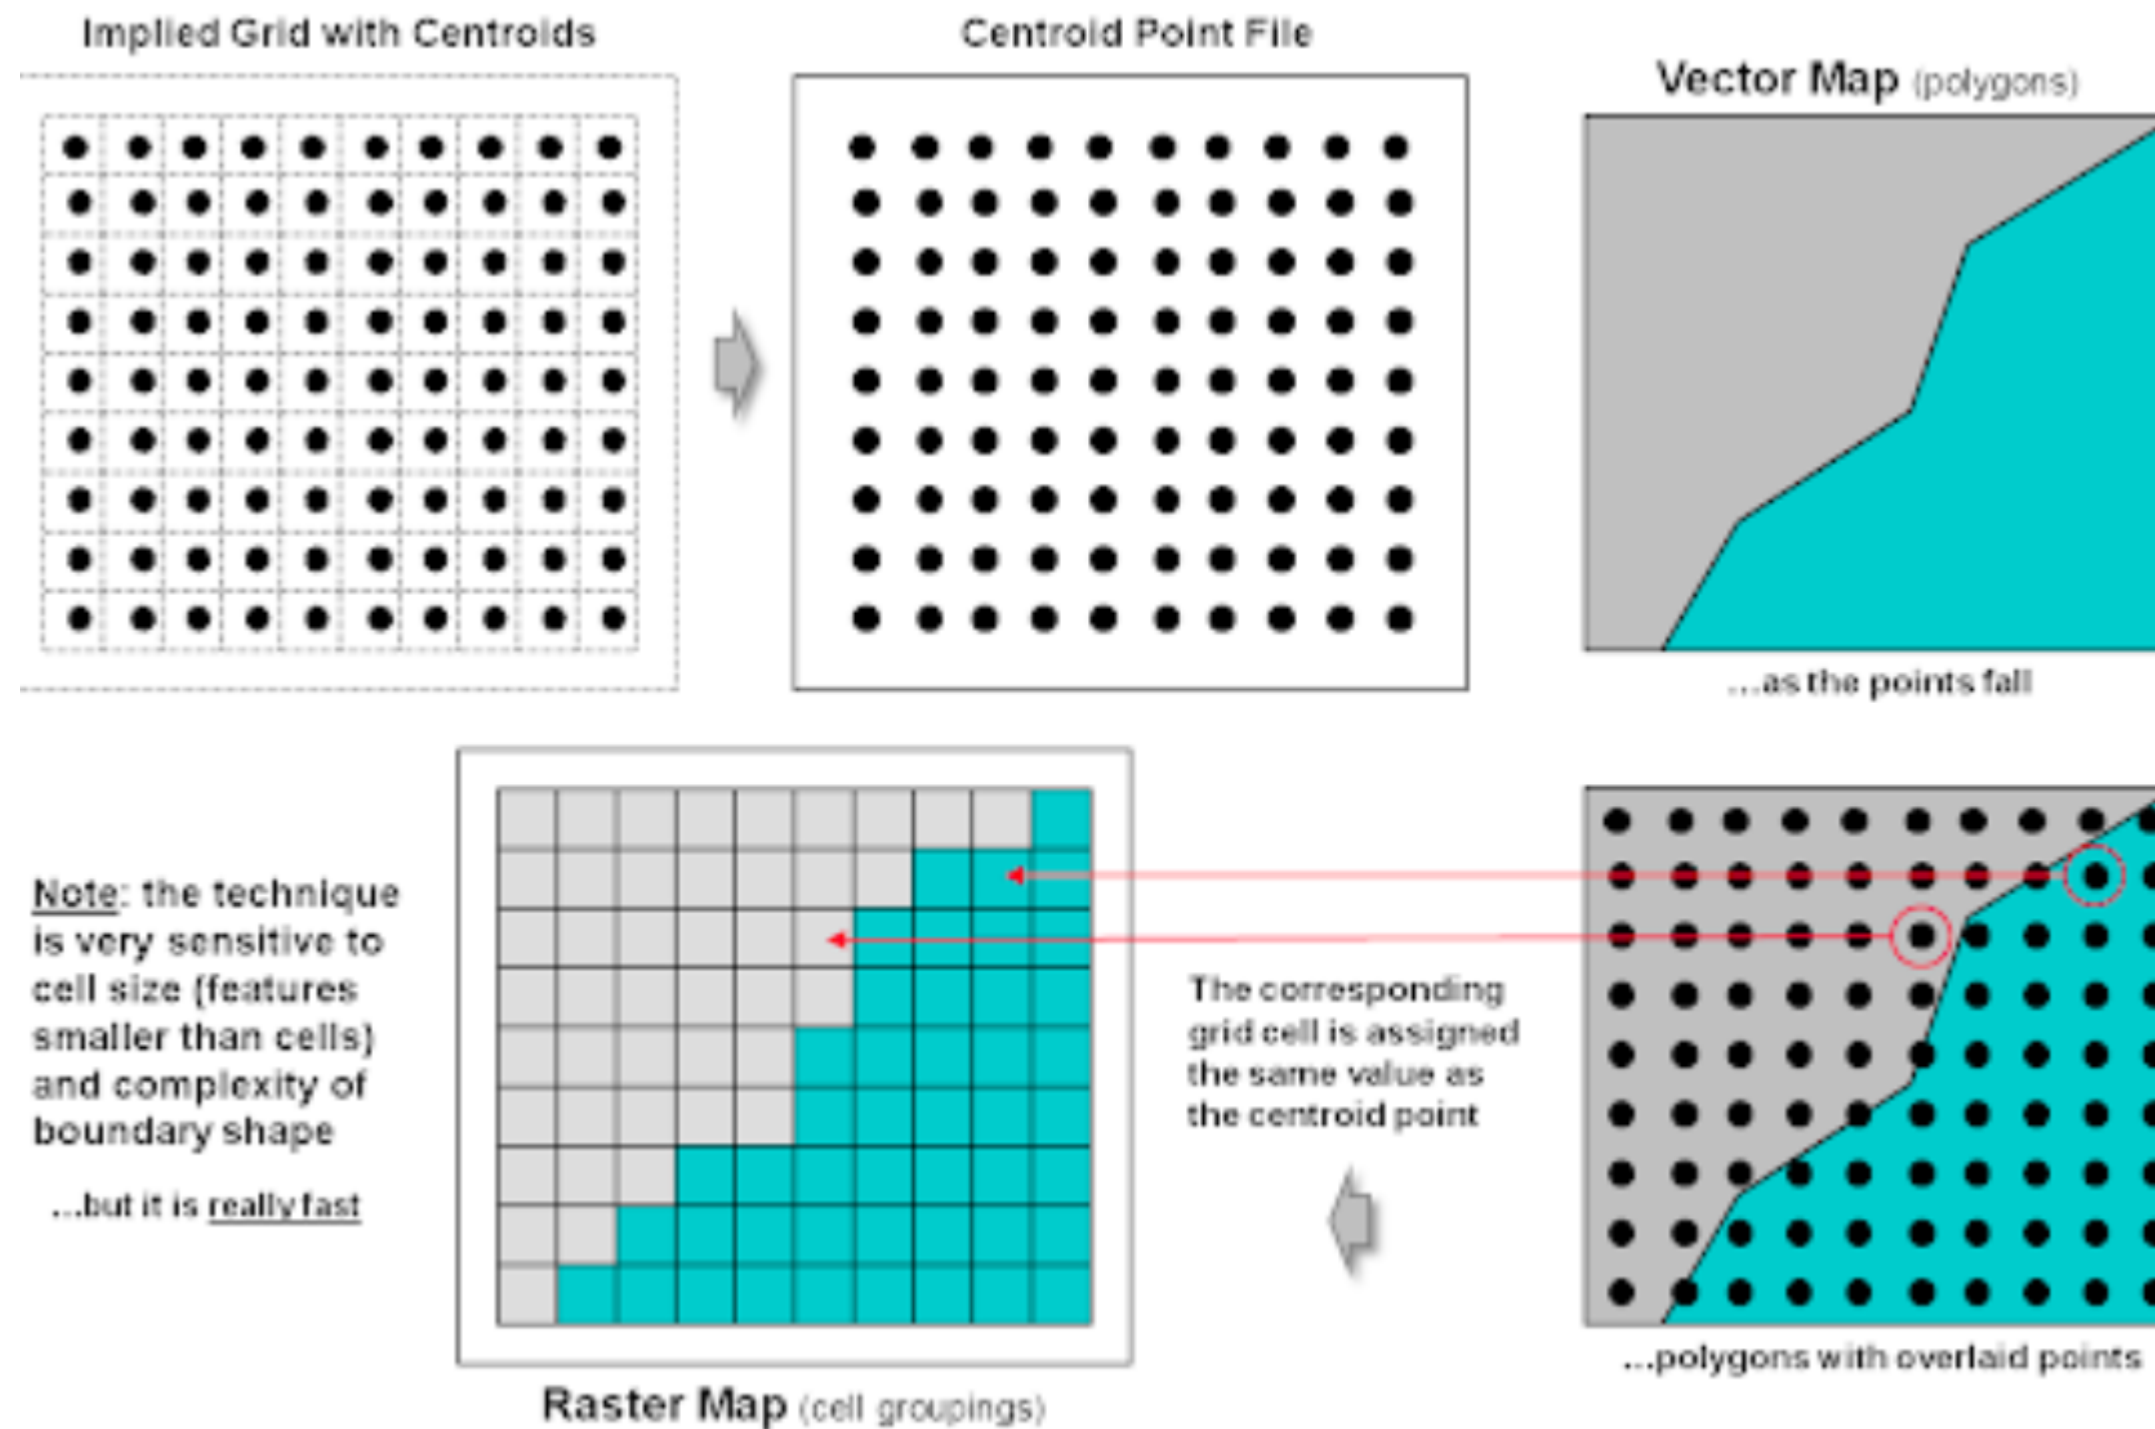 Implied Grid with Centroids
Centroid Point File
Vector Map (polygons)
...as the points fall
Note: the technique
is very sensitive to
cell size (features
smaller than cells)
and complexity of
boundary shape
...but it is really fast
The corresponding
grid cell is assigned
the same value as
the centroid point
...polygons with overlaid points
Raster Map (cell groupings)